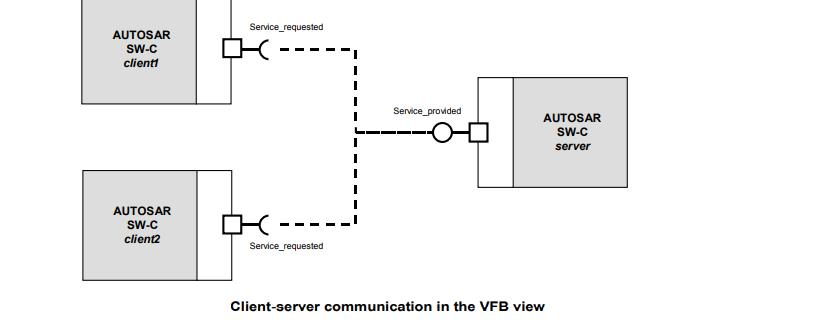 Service_requested
AUTOSAR
SW-C
client1
Service_provided
AUTOSAR
SW-C
server
AUTOSAR
SW-C
client2
Service_requested
Client-server communication in the VFB view